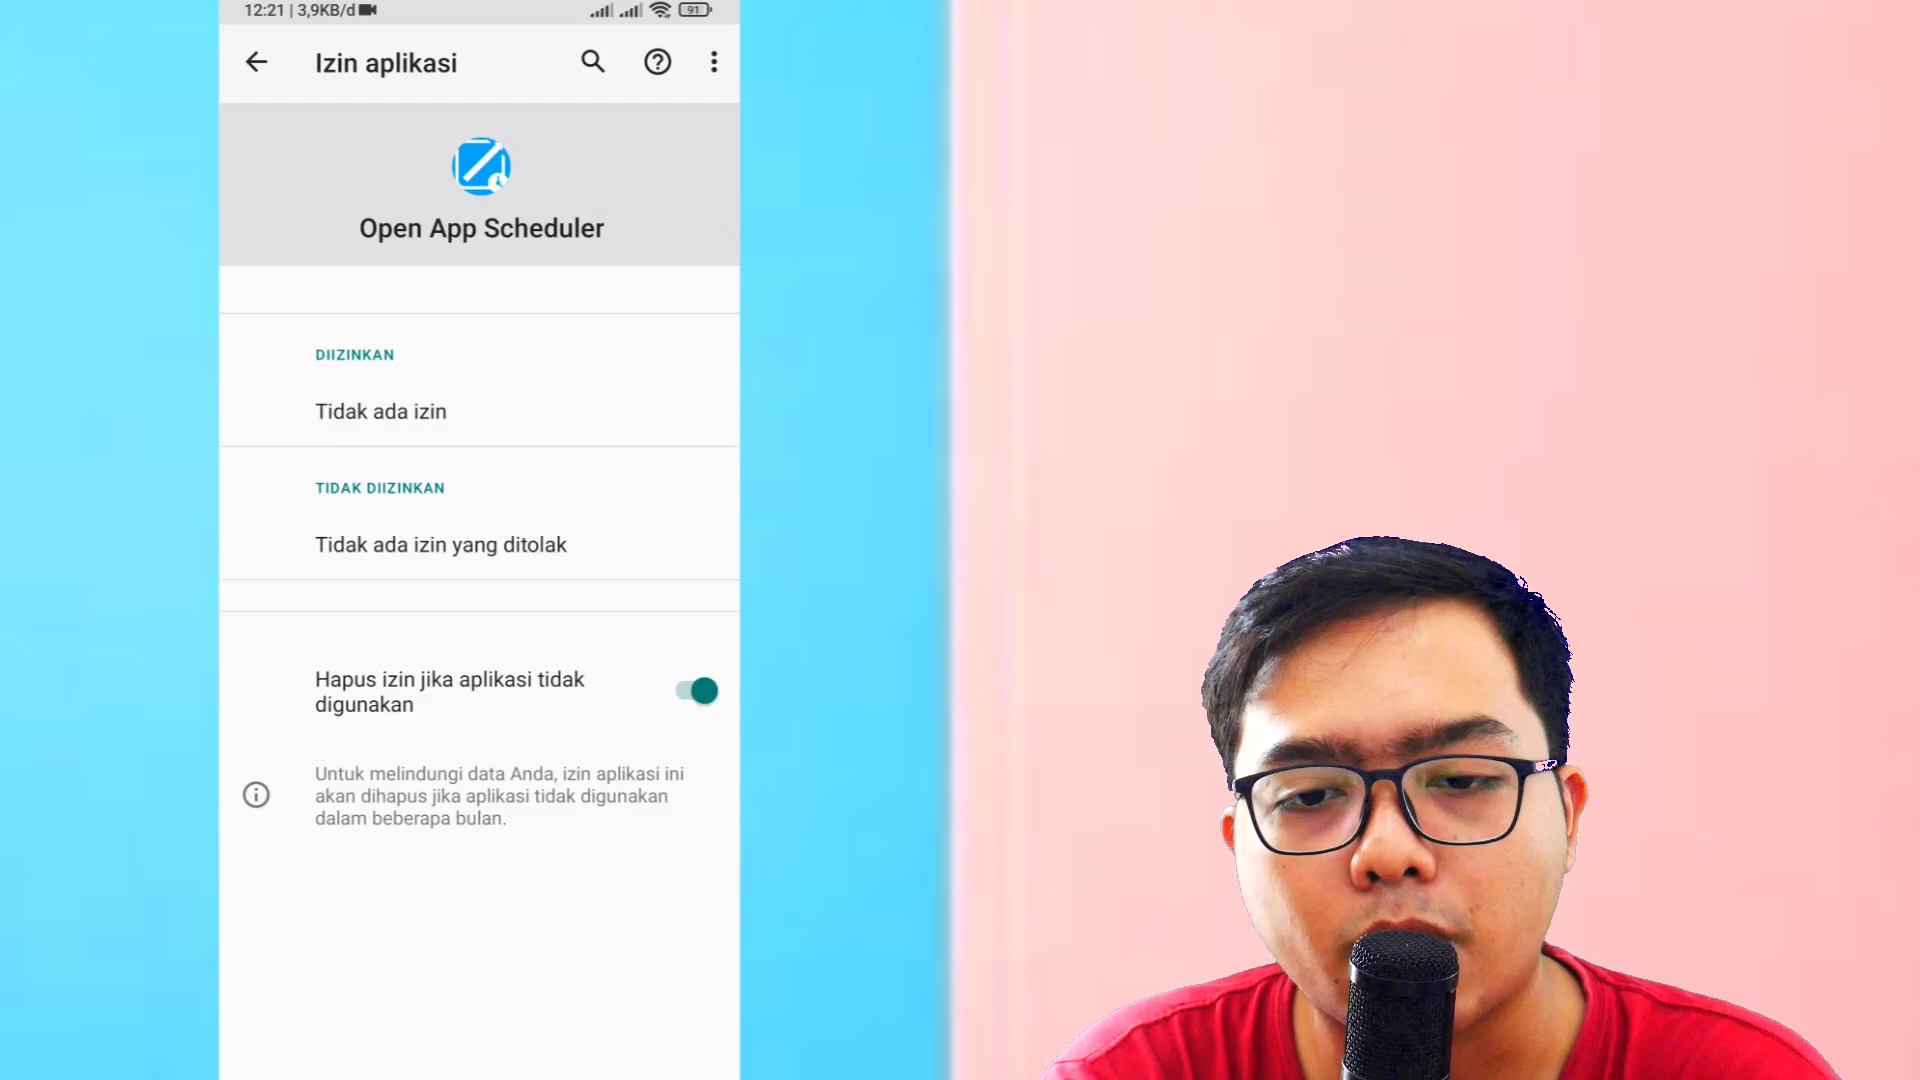 12:21 | 3,9KB/d
91
Izin aplikasi
Open App Scheduler
DIIZINKAN
Tidak ada izin
TIDAK DIIZINKAN
Tidak ada izin yang ditolak
Hapus izin jika aplikasi tidak
digunakan
Untuk melindungi data Anda, izin aplikasi ini
akan dihapus jika aplikasi tidak digunakan
dalam beberapa bulan.